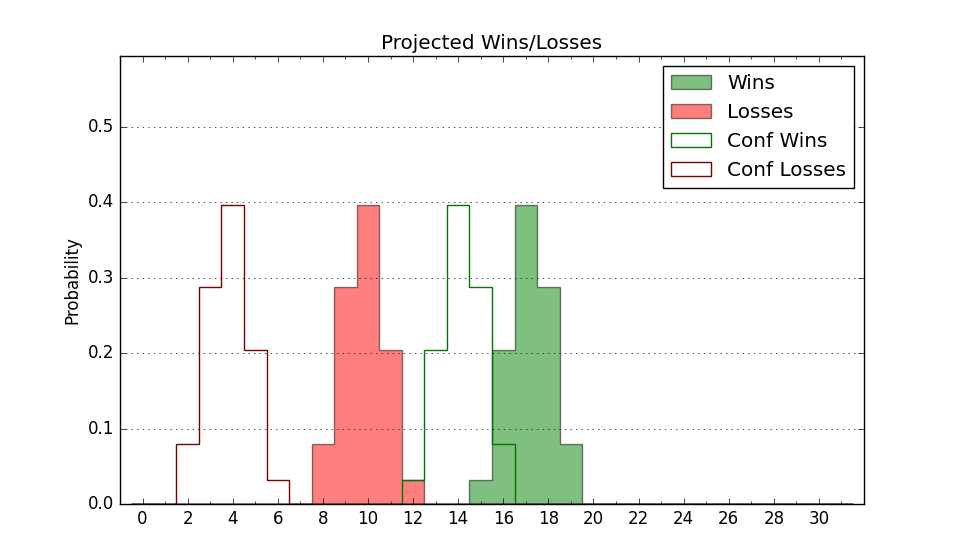 Projected Wins/Losses
Wins
Losses
Conf Wins
Conf Losses
Probability
0.5
0.4
0.3
0.2
0.1
0.0
0 2 4 6 8 10 12 14 16 18 20 22 24 26 28 30